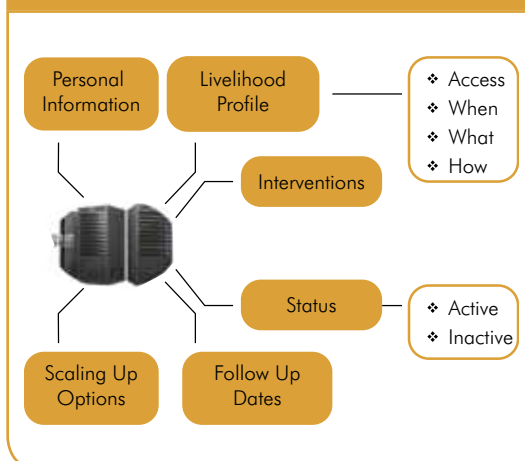 Personal
Information
Livelihood
Profile
❖ Access
❖ When
❖ What
❖ How
Interventions
Status
❖ Active
❖ Inactive
Scaling Up
Options
Follow Up
Dates